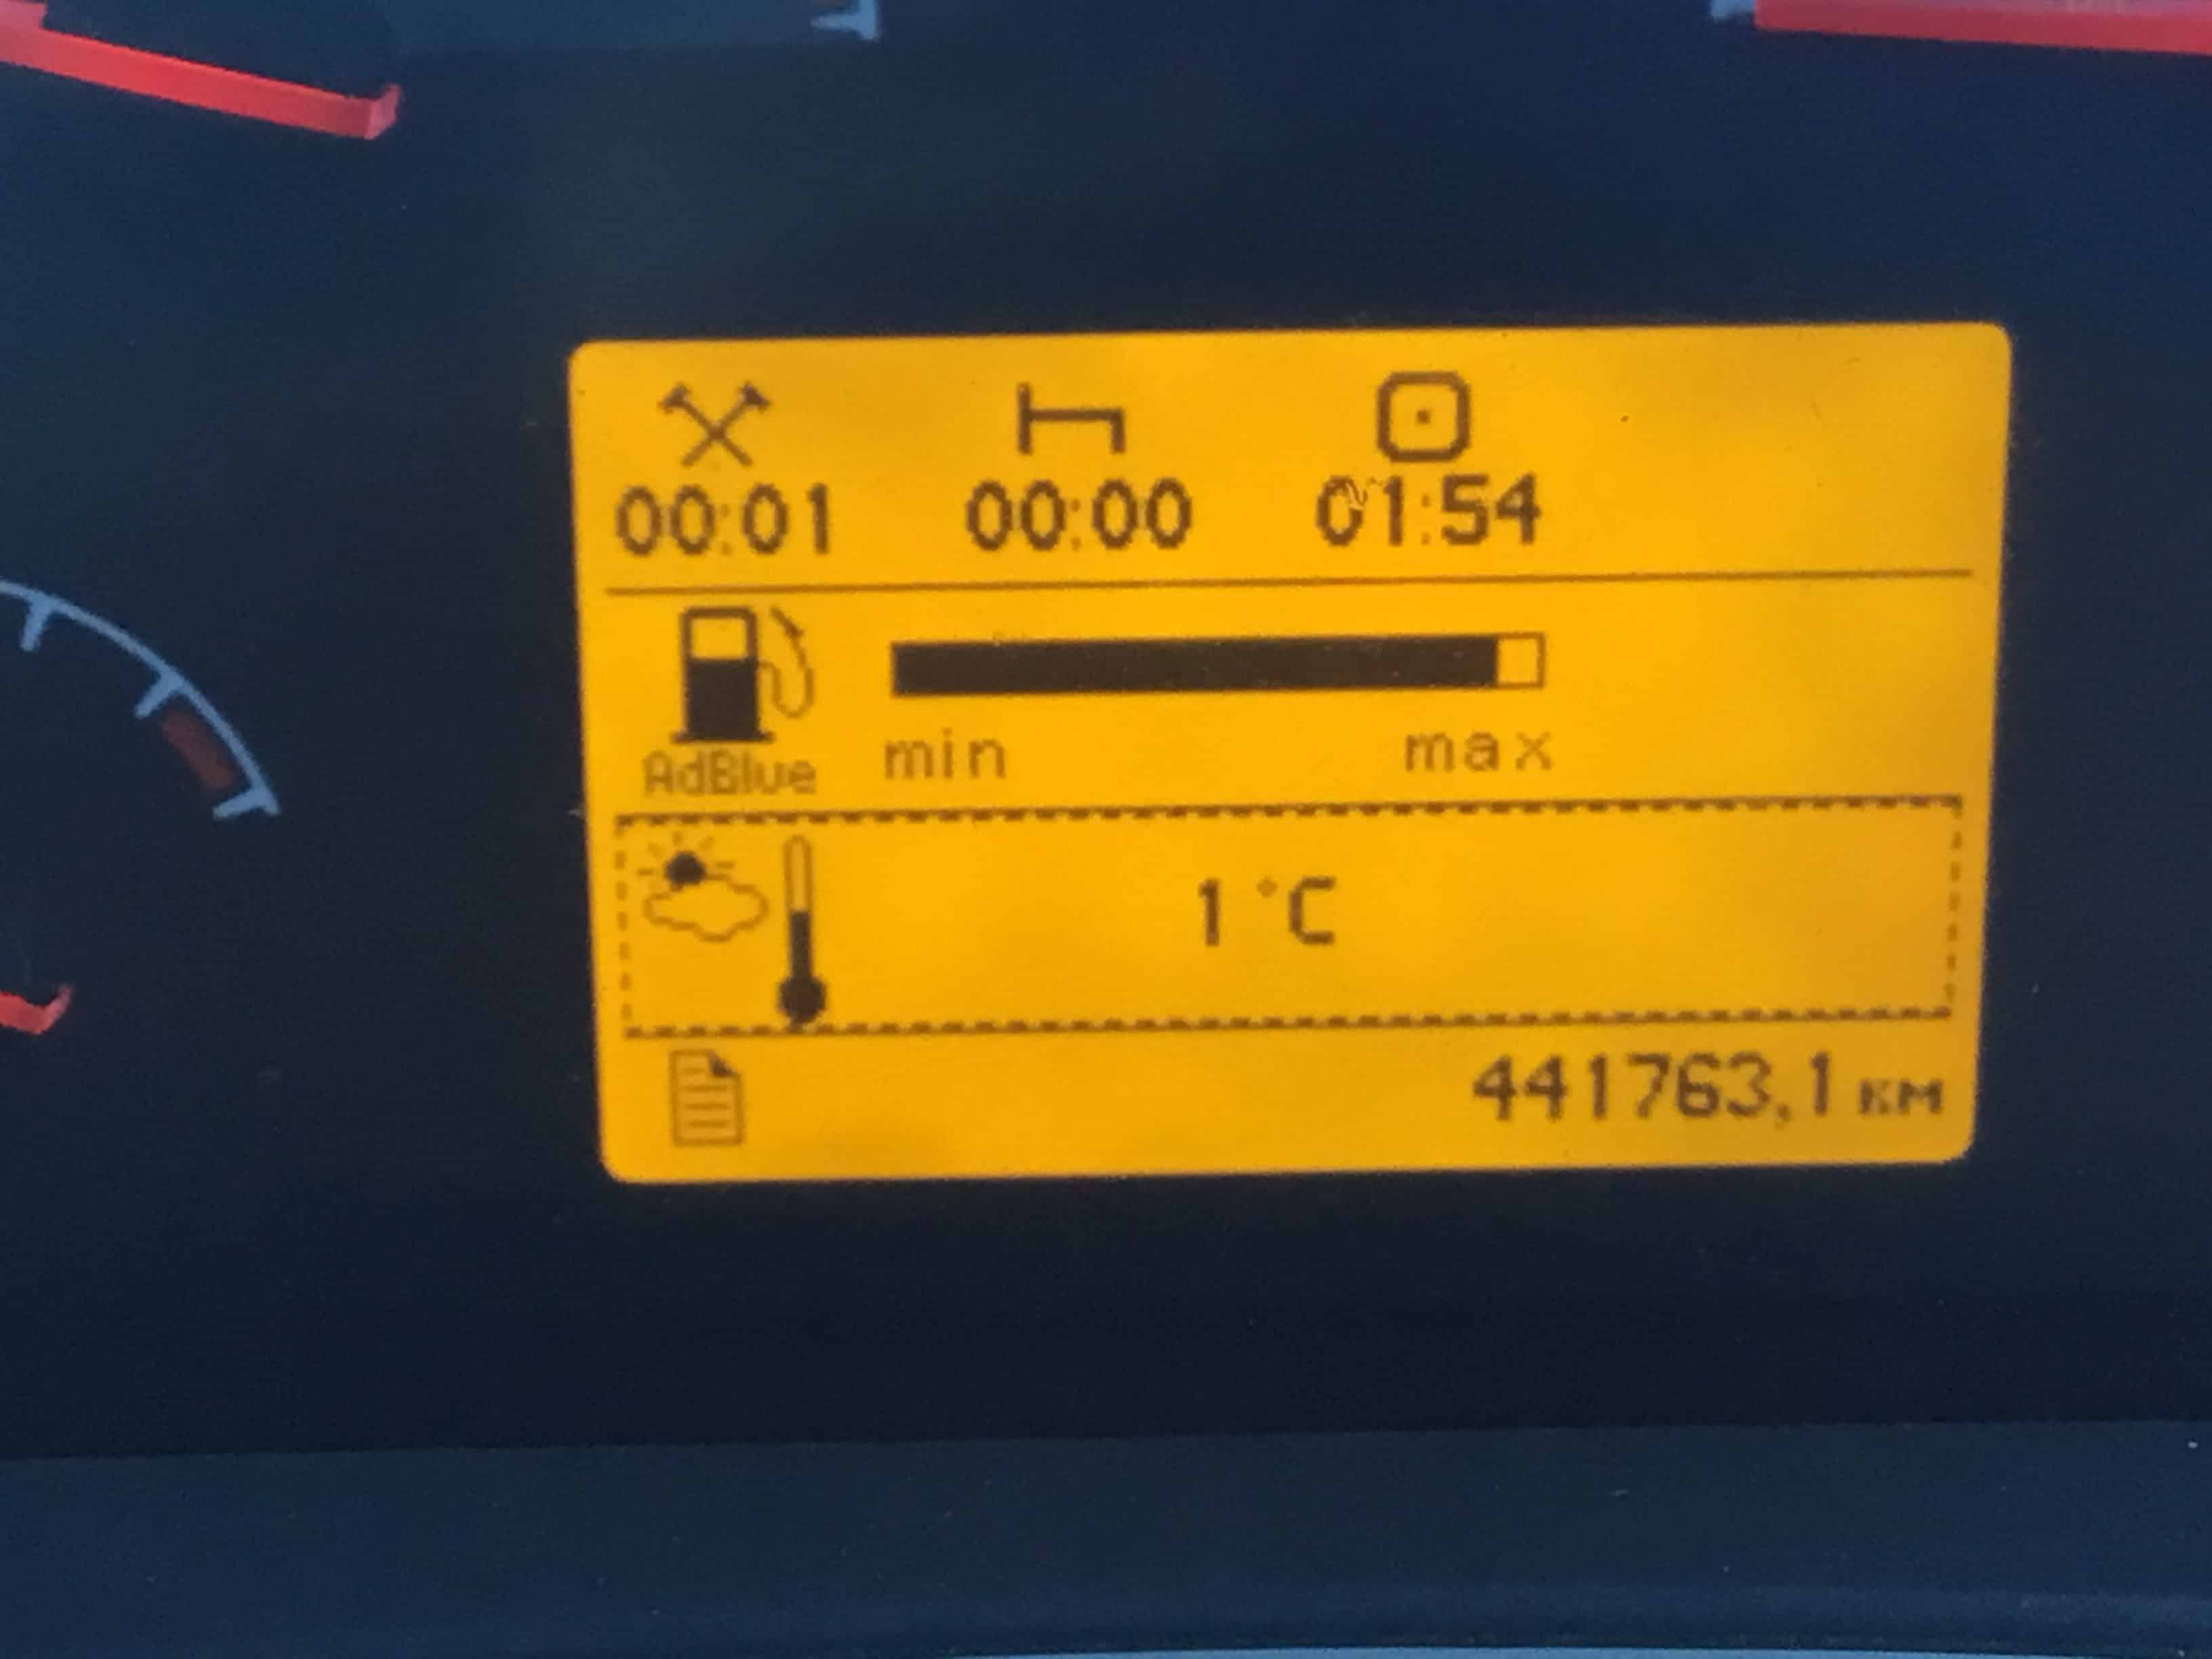 00:01 00:00 01:54
min max
AdBlue
1 °C
441763,1 км